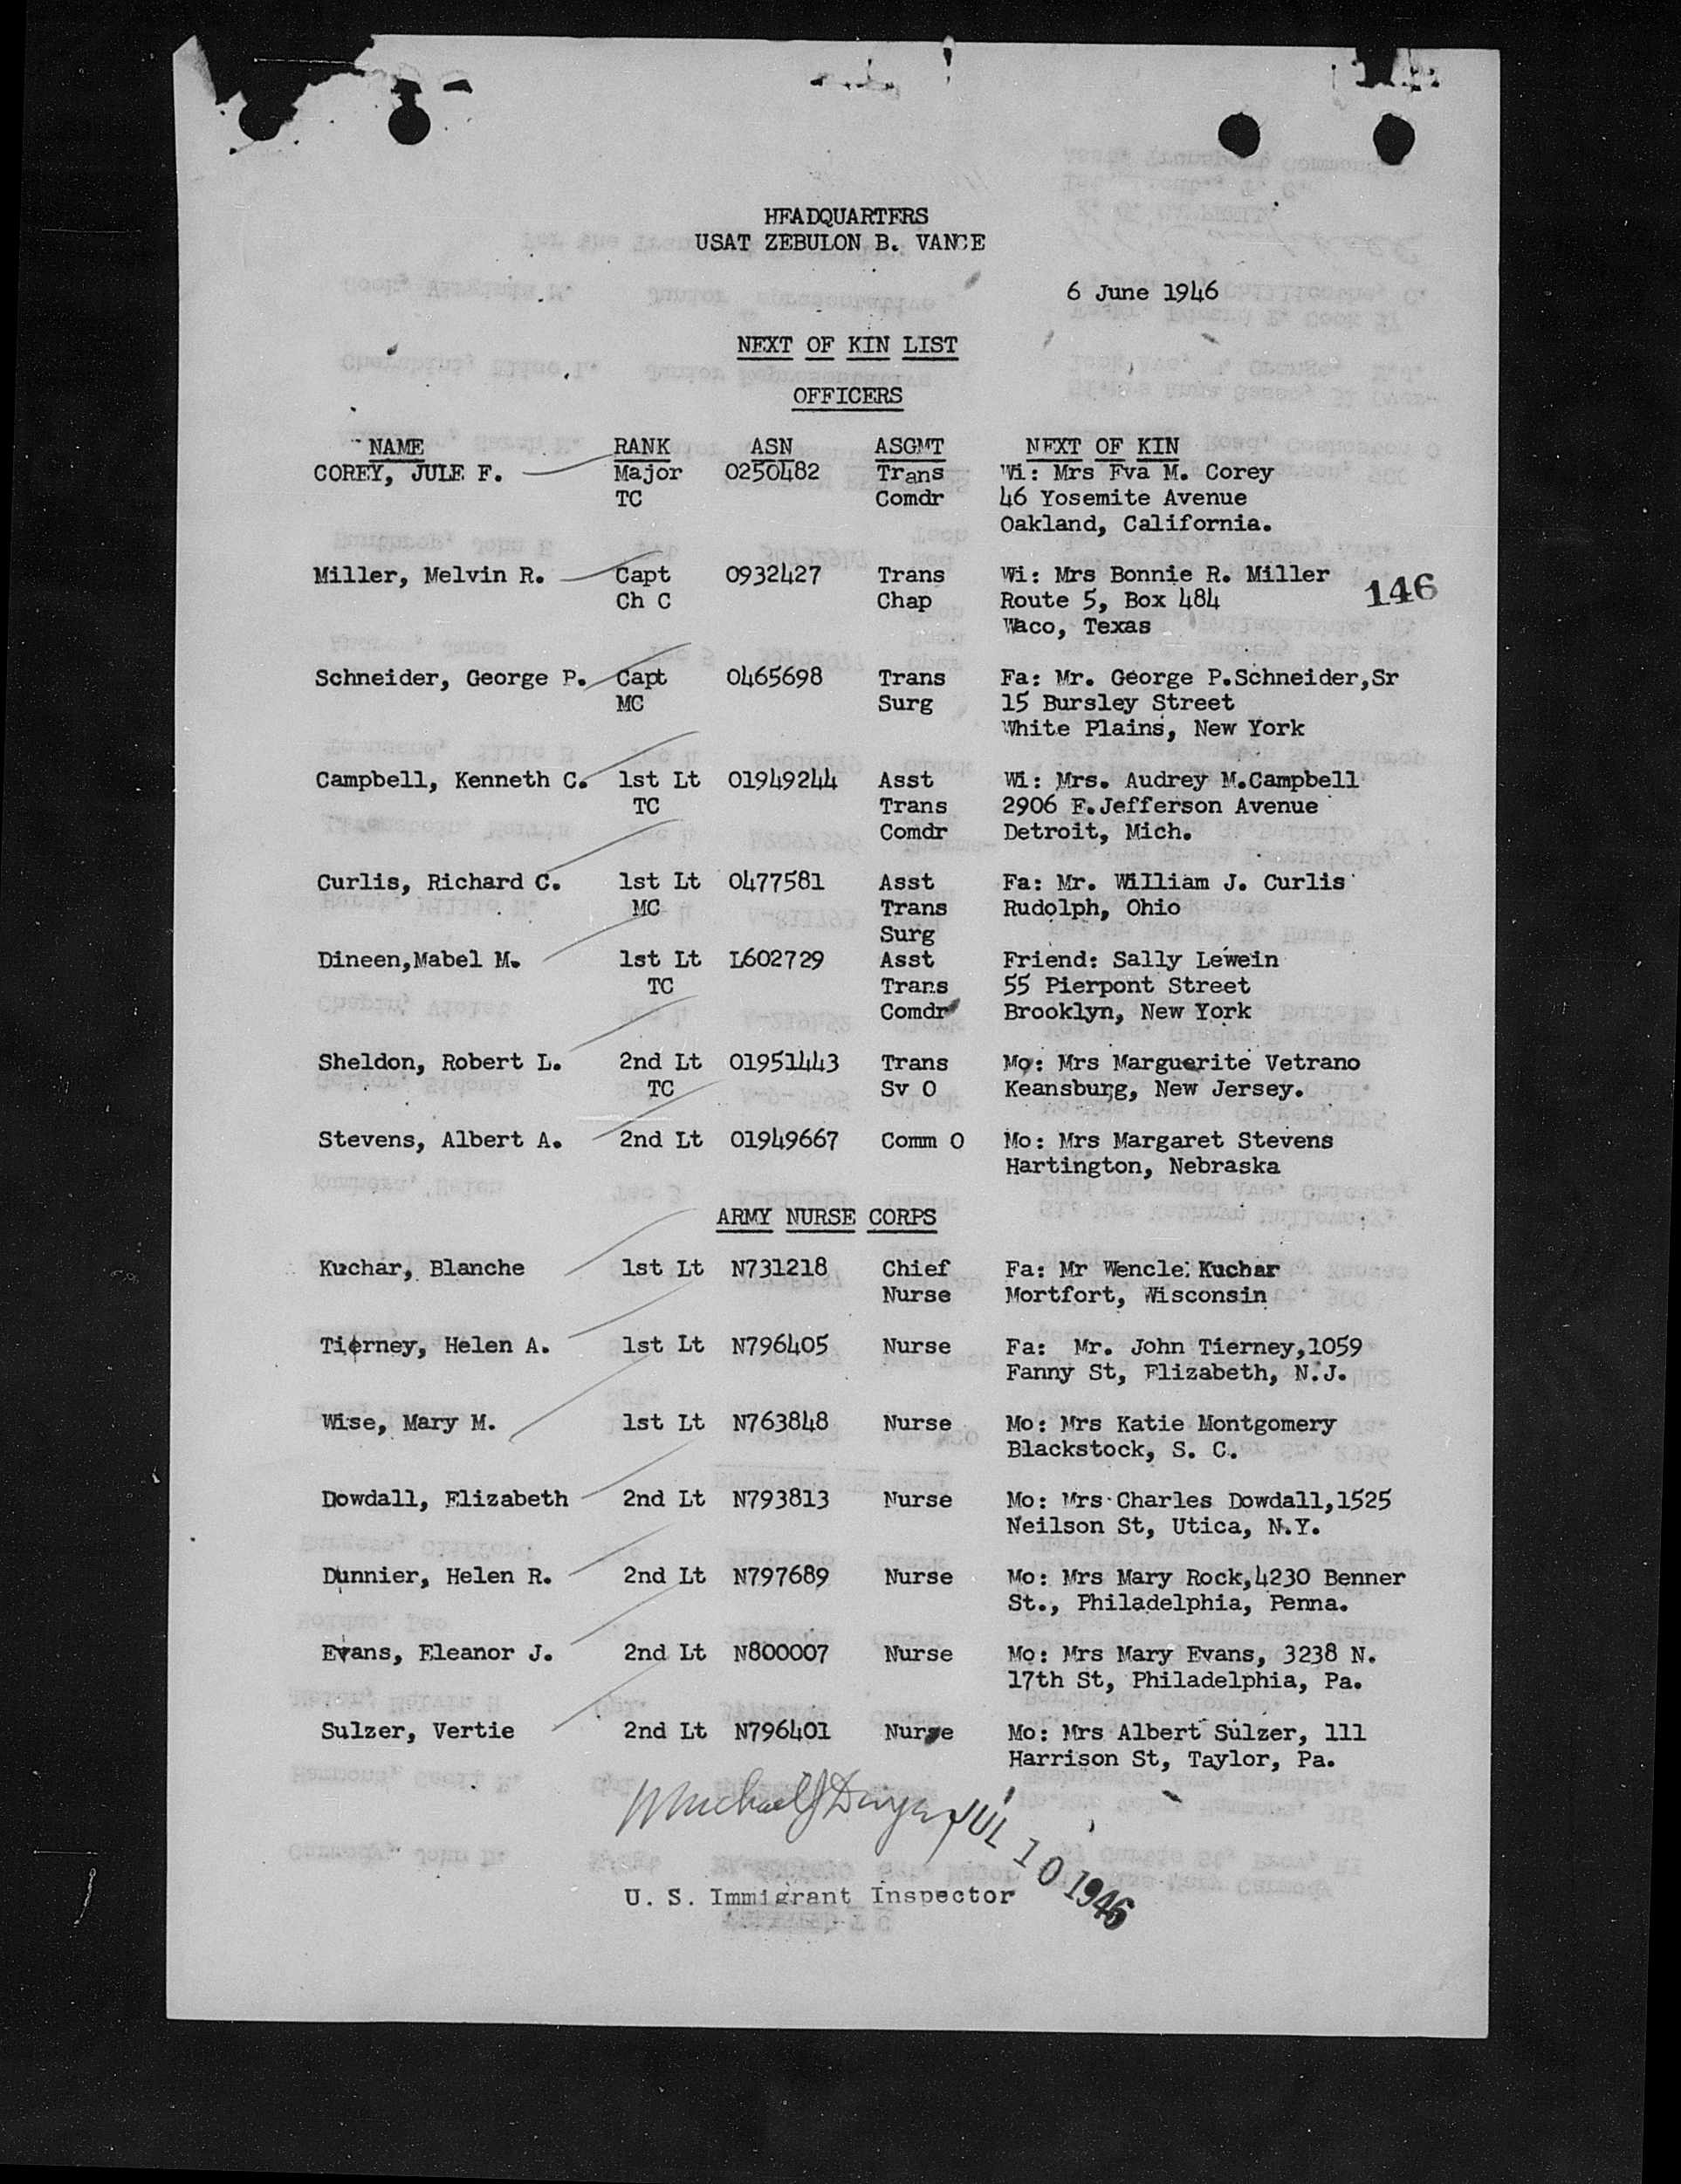 HEADQUARTERS
USAT ZEBULON B. VANCE
6 June 1946
NEXT OF KIN LIST
OFFICERS
NAME RANK ASN ASGMT NEXT OF KIN
COREY, JULE F. Major 0250482 Trans Wi: Mrs Eva M. Corey
TC Comdr 46 Yosemite Avenue
Oakland, California.
Miller, Melvin R. Capt 0932427 Trans Wi: Mrs Bonnie R. Miller
146
Ch C Chap Route 5, Box 484
Waco, Texas
Schneider, George P. Capt 0465698 Trans Fa: Mr. George P.Schneider,Sr
MC Surg 15 Bursley Street
White Plains, New York
Campbell, Kenneth C. 1st Lt 01949244 Asst Wi: Mrs. Audrey M.Campbell
TC Trans 2906 E.Jefferson Avenue
Comdr Detroit, Mich.
Curlis, Richard C. 1st Lt 0477581 Asst Fa: Mr. William J. Curlis
MC Trans Rudolph, Ohio
Surg
Dineen,Mabel M. 1st Lt L602729 Asst Friend: Sally Lewein
TC Trans 55 Pierpont Street
Comdr Brooklyn, New York
Sheldon, Robert L. 2nd Lt 01951443 Trans Mo: Mrs Marguerite Vetrano
TC Sv O Keansburg, New Jersey.
Stevens, Albert A. 2nd Lt 01949667 Comm O Mo: Mrs Margaret Stevens
Hartington, Nebraska
ARMY NURSE CORPS
Kuchar, Blanche 1st Lt N731218 Chief Fa: Mr Wencle. Kuchar
Nurse Mortfort, Wisconsin
Tierney, Helen A. 1st Lt N796405 Nurse Fa: Mr. John Tierney,1059
Fanny St, Elizabeth, N.J.
Wise, Mary M. 1st Lt N763848 Nurse Mo: Mrs Katie Montgomery
Blackstock, S. C.
Dowdall, Elizabeth 2nd Lt N793813 Nurse Mo: Mrs Charles Dowdall,1525
Neilson St, Utica, N.Y.
Dunnier, Helen R. 2nd Lt N797689 Nurse Mo: Mrs Mary Rock,4230 Benner
St., Philadelphia, Penna.
Evans, Eleanor J. 2nd Lt N800007 Nurse Mo: Mrs Mary Evans, 3238 N.
17th St, Philadelphia, Pa.
Sulzer, Vertie 2nd Lt N796401 Nurse Mo: Mrs Albert Sulzer, 111
Harrison St, Taylor, Pa.
JUL 10 1946
U. S. Immigrant Inspector